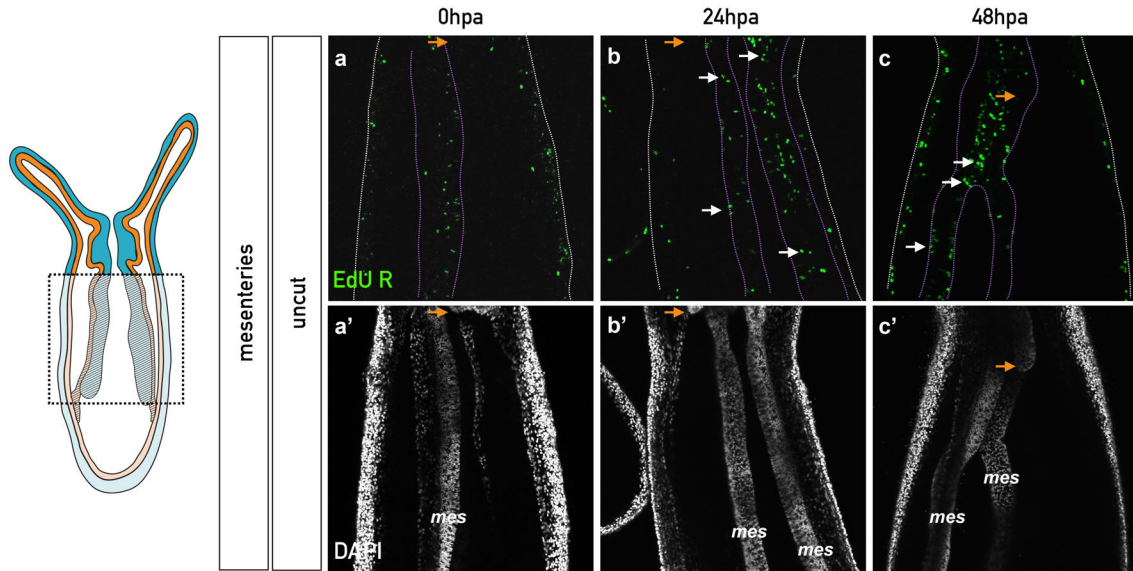 0hpa
24hpa
48hpa
mesenteries
uncut
a
b
c
EdU R
a’
b’
c’
mes
mes
mes
mes
mes
DAPI